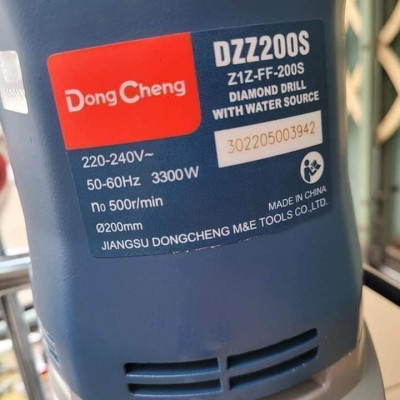 DongCheng
DZZ200S
Z1Z-FF-200S
DIAMOND DRILL
WITH WATER SOURCE
302205003942
220-240V~
50-60Hz 3300W
n₀ 500r/min
Ø200mm
MADE IN CHINA
JIANGSU DONGCHENG M&E TOOLS CO.,LTD.